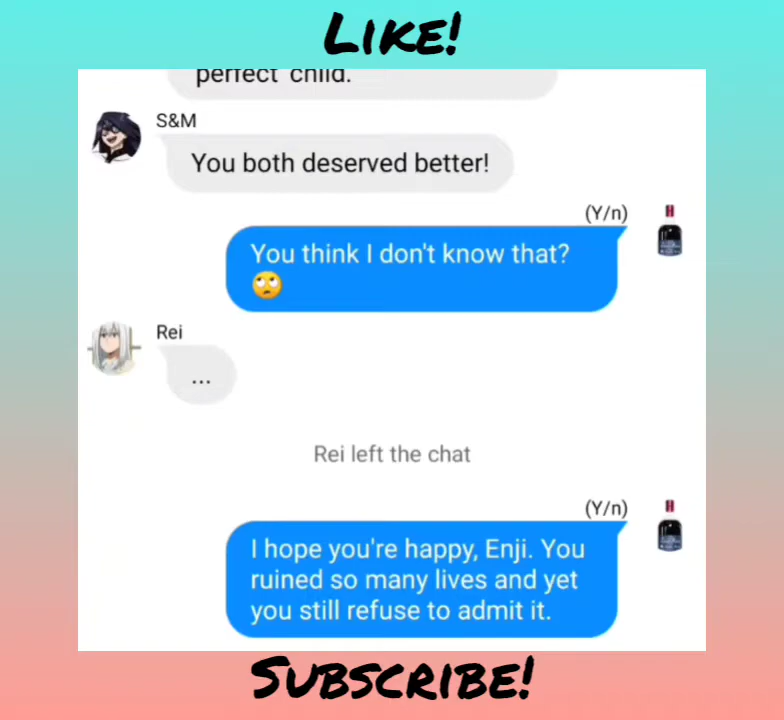 LIKE!
perfect child.
S&M
You both deserved better!
(Y/n)
You think I don't know that?
🙄
Rei
...
Rei left the chat
(Y/n)
I hope you're happy, Enji. You
ruined so many lives and yet
you still refuse to admit it.
SUBSCRIBE!